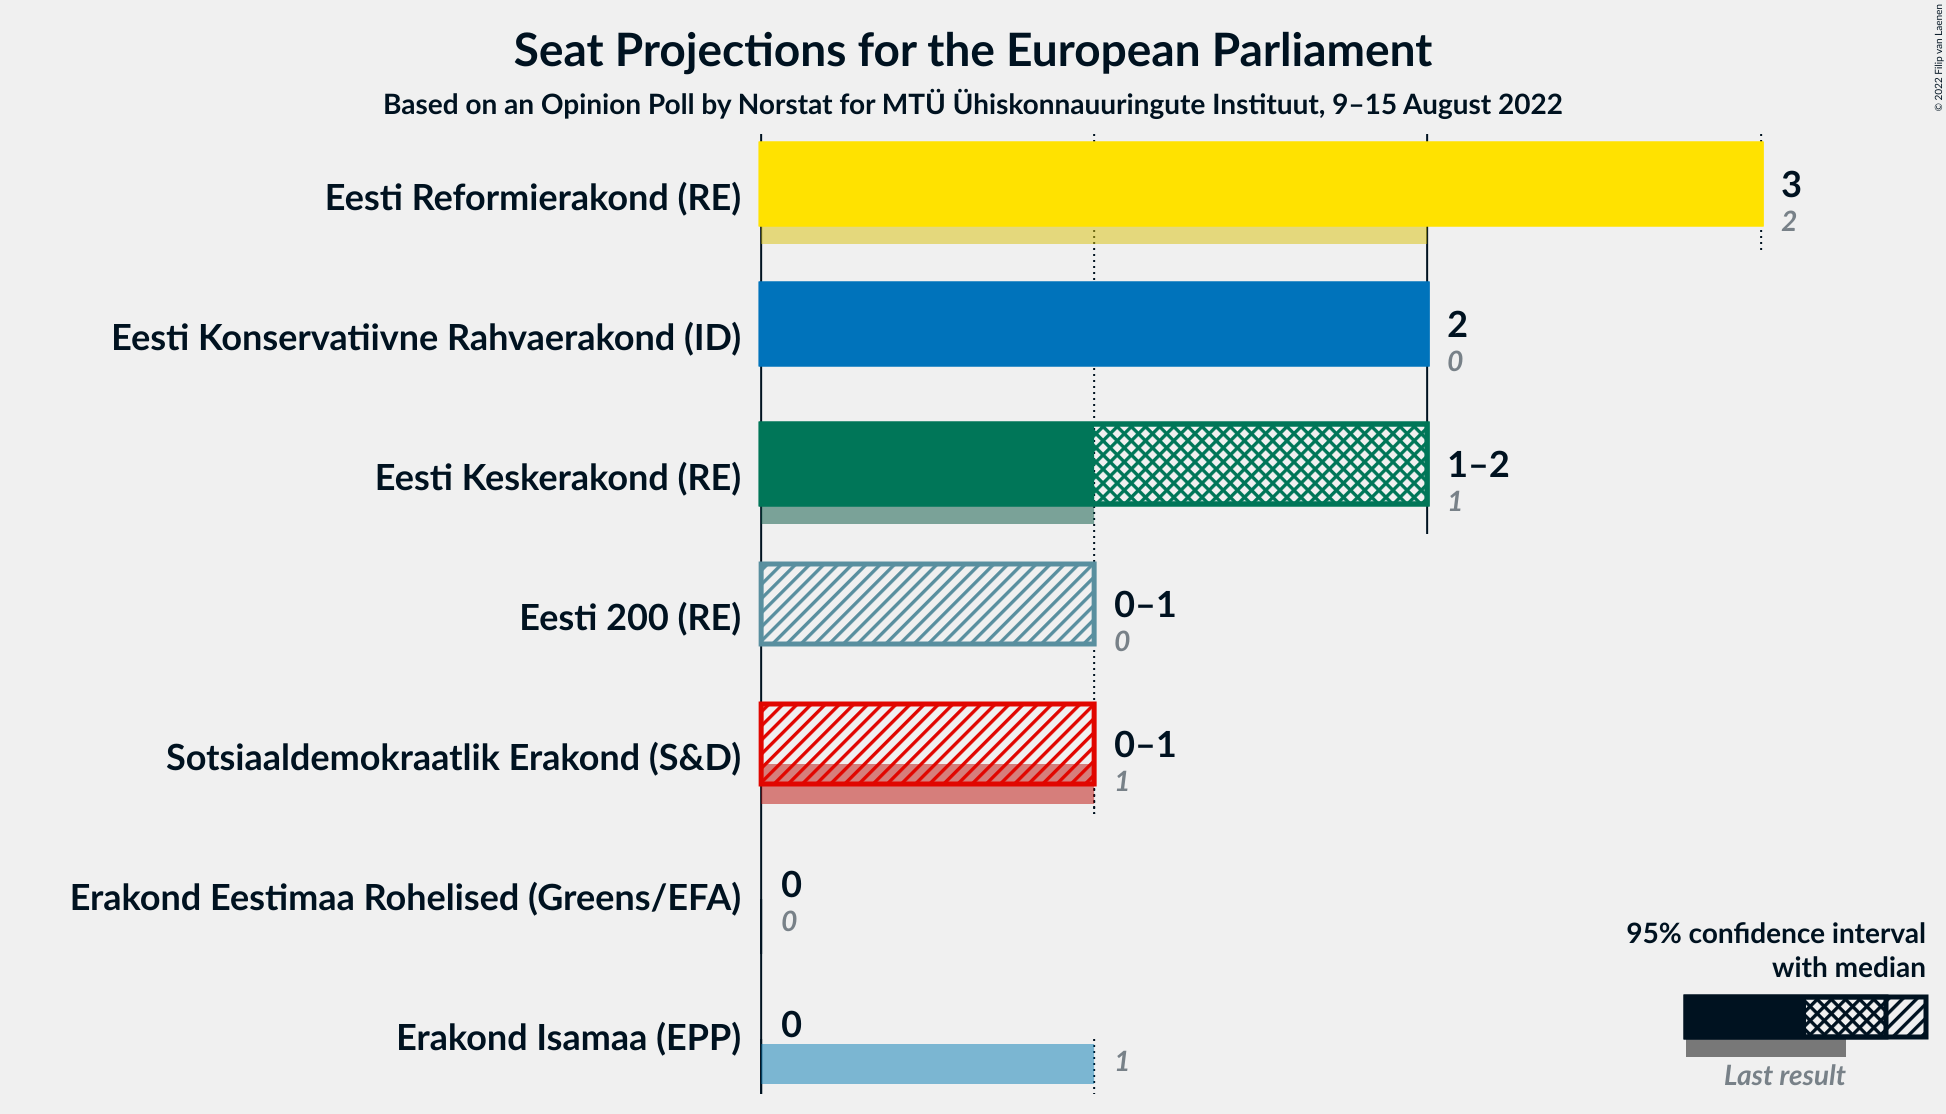 Seat Projections for the European Parliament
Based on an Opinion Poll by Norstat for MTÜ Ühiskonnauuringute Instituut, 9–15 August 2022
© 2022 Filip van Laenen
Eesti Reformierakond (RE)
3
2
Eesti Konservatiivne Rahvaerakond (ID)
2
0
Eesti Keskerakond (RE)
1–2
1
Eesti 200 (RE)
0–1
0
Sotsiaaldemokraatlik Erakond (S&D)
0–1
1
Erakond Eestimaa Rohelised (Greens/EFA)
0
0
Erakond Isamaa (EPP)
0
1
95% confidence interval
with median
Last result